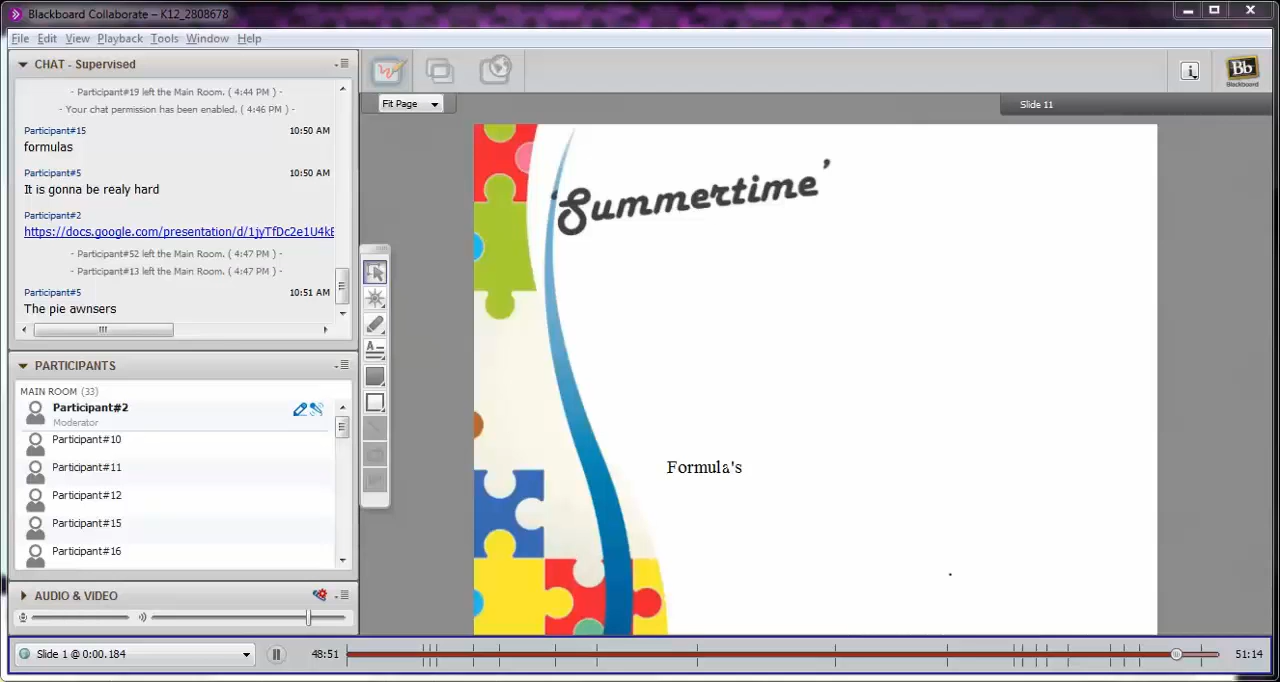 Blackboard Collaborate – K12_2808678
File Edit View Playback Tools Window Help
CHAT - Supervised
- Participant#19 left the Main Room. ( 4:44 PM ) -
- Your chat permission has been enabled. ( 4:46 PM ) -
Participant#15 10:50 AM
formulas
Participant#5 10:50 AM
It is gonna be realy hard
Participant#2
https://docs.google.com/presentation/d/1jyTfDc2e1U4kE
- Participant#52 left the Main Room. ( 4:47 PM ) -
- Participant#13 left the Main Room. ( 4:47 PM ) -
Participant#5 10:51 AM
The pie awnsers
PARTICIPANTS
MAIN ROOM (33)
Participant#2
Moderator
Participant#10
Participant#11
Participant#12
Participant#15
Participant#16
AUDIO & VIDEO
Fit Page
Slide 11
Bb
Blackboard
'Summertime'
Formula's
Slide 1 @ 0:00.184
48:51
51:14